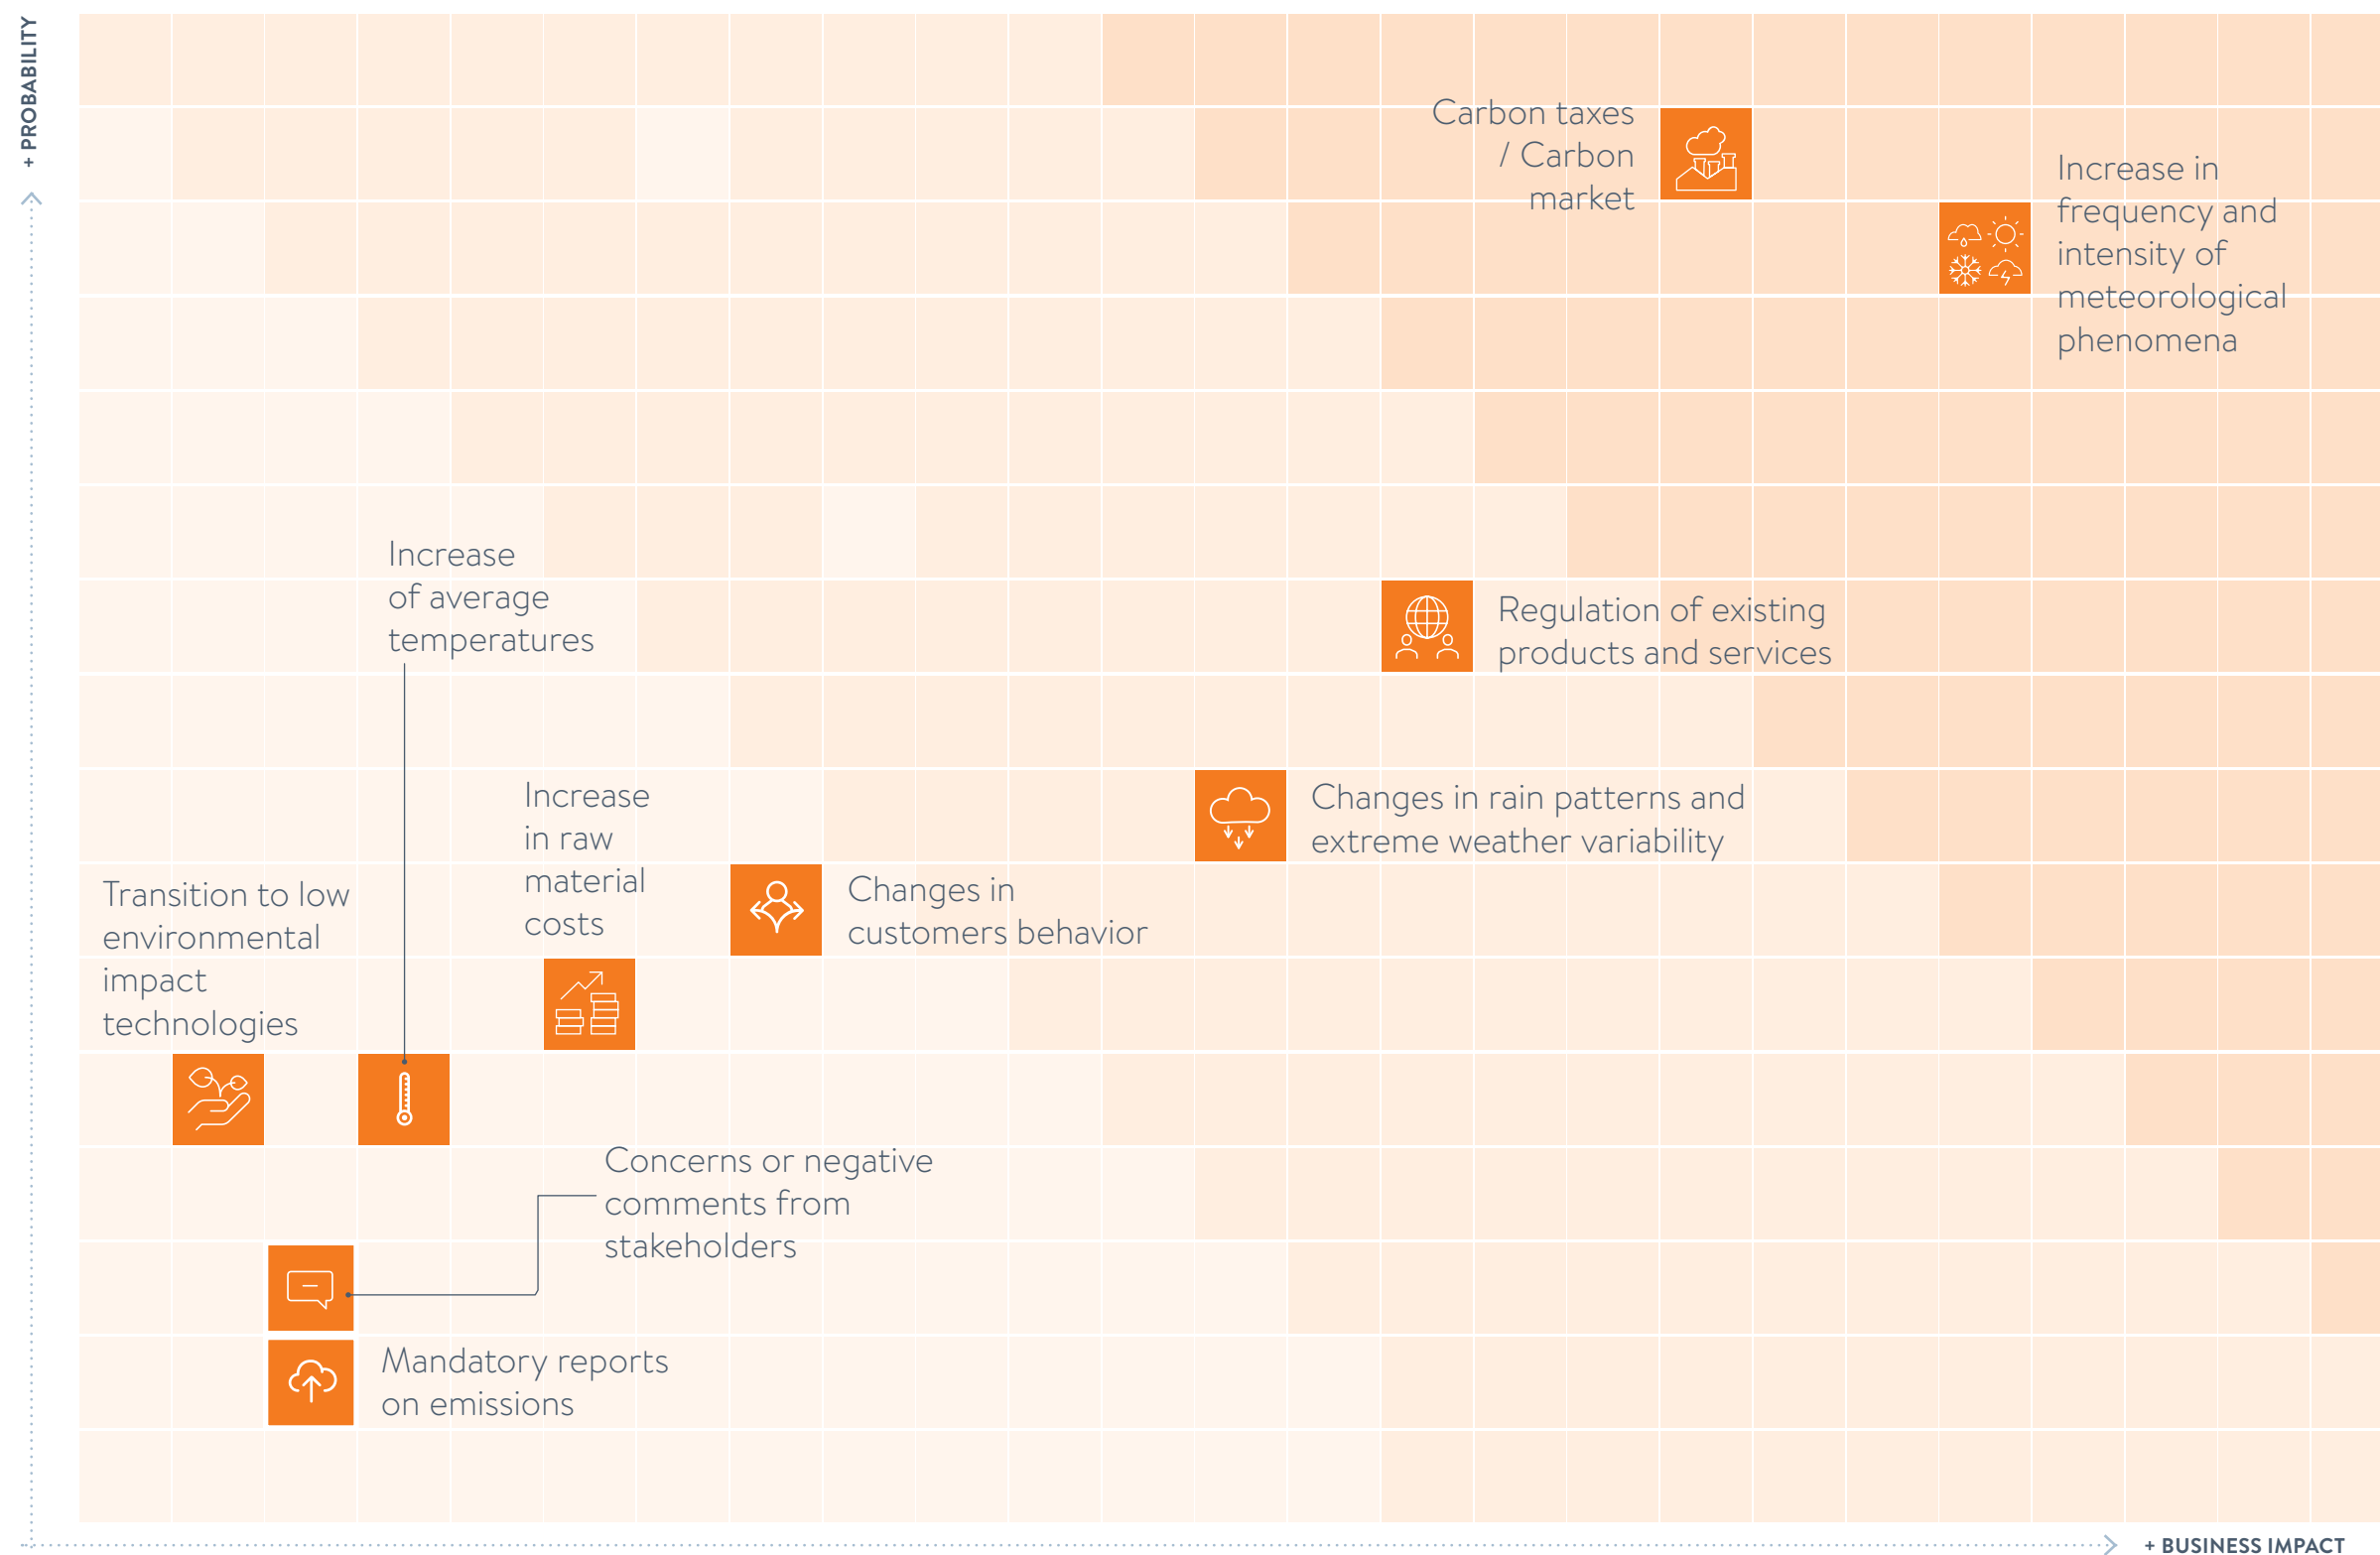 + PROBABILITY
Carbon taxes
/ Carbon
market
Increase in
frequency and
intensity of
meteorological
phenomena
Increase
of average
temperatures
Regulation of existing
products and services
Increase
in raw
material
costs
Changes in rain patterns and
extreme weather variability
Transition to low
environmental
impact
technologies
Changes in
customers behavior
Concerns or negative
comments from
stakeholders
Mandatory reports
on emissions
+ BUSINESS IMPACT